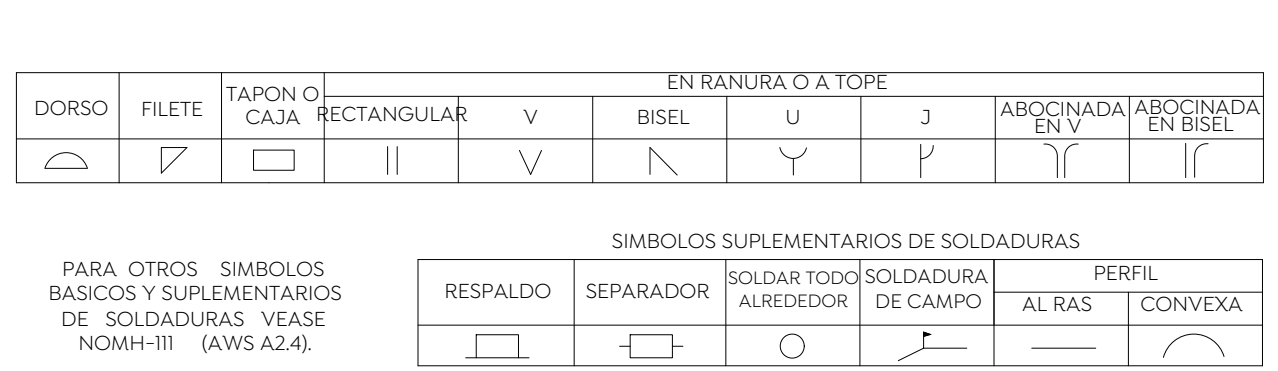 EN RANURA O A TOPE
DORSO
FILETE
TAPON O
CAJA
RECTANGULAR
V
BISEL
U
J
ABOCINADA
EN V
ABOCINADA
EN BISEL
SIMBOLOS SUPLEMENTARIOS DE SOLDADURAS
PARA OTROS SIMBOLOS
BASICOS Y SUPLEMENTARIOS
DE SOLDADURAS VEASE
NOMH-111 (AWS A2.4).
RESPALDO
SEPARADOR
SOLDAR TODO
ALREDEDOR
SOLDADURA
DE CAMPO
PERFIL
AL RAS
CONVEXA